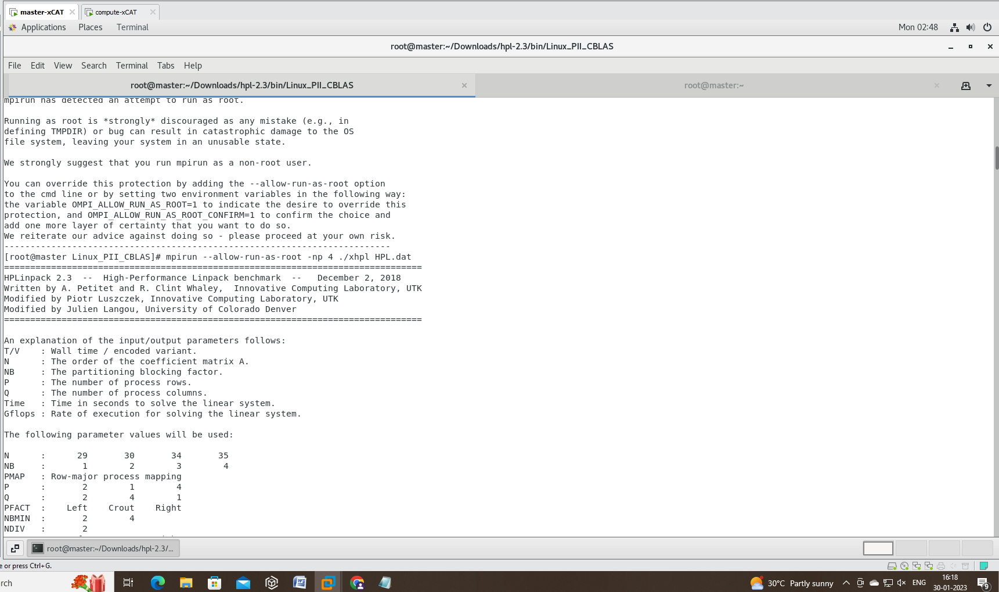 master-xCAT
compute-xCAT
Applications Places Terminal
Mon 02:48
root@master:~/Downloads/hpl-2.3/bin/Linux_PII_CBLAS
File Edit View Search Terminal Tabs Help
root@master:~/Downloads/hpl-2.3/bin/Linux_PII_CBLAS
root@master:~
mpirun has detected an attempt to run as root.
Running as root is *strongly* discouraged as any mistake (e.g., in
defining TMPDIR) or bug can result in catastrophic damage to the OS
file system, leaving your system in an unusable state.
We strongly suggest that you run mpirun as a non-root user.
You can override this protection by adding the --allow-run-as-root option
to the cmd line or by setting two environment variables in the following way:
the variable OMPI_ALLOW_RUN_AS_ROOT=1 to indicate the desire to override this
protection, and OMPI_ALLOW_RUN_AS_ROOT_CONFIRM=1 to confirm the choice and
add one more layer of certainty that you want to do so.
We reiterate our advice against doing so - please proceed at your own risk.
--------------------------------------------------------------------------
[root@master Linux_PII_CBLAS]# mpirun --allow-run-as-root -np 4 ./xhpl HPL.dat
================================================================================
HPLinpack 2.3  --  High-Performance Linpack benchmark  --   December 2, 2018
Written by A. Petitet and R. Clint Whaley,  Innovative Computing Laboratory, UTK
Modified by Piotr Luszczek, Innovative Computing Laboratory, UTK
Modified by Julien Langou, University of Colorado Denver
================================================================================
An explanation of the input/output parameters follows:
T/V    : Wall time / encoded variant.
N      : The order of the coefficient matrix A.
NB     : The partitioning blocking factor.
P      : The number of process rows.
Q      : The number of process columns.
Time   : Time in seconds to solve the linear system.
Gflops : Rate of execution for solving the linear system.
The following parameter values will be used:
N      :      29       30       34       35
NB     :       1        2        3        4
PMAP   : Row-major process mapping
P      :       2        1        4
Q      :       2        4        1
PFACT  :    Left    Crout    Right
NBMIN  :       2        4
NDIV   :       2
root@master:~/Downloads/hpl-2.3/...
e or press Ctrl+G.
rch
30°C Partly sunny
ENG
16:18
30-01-2023
9